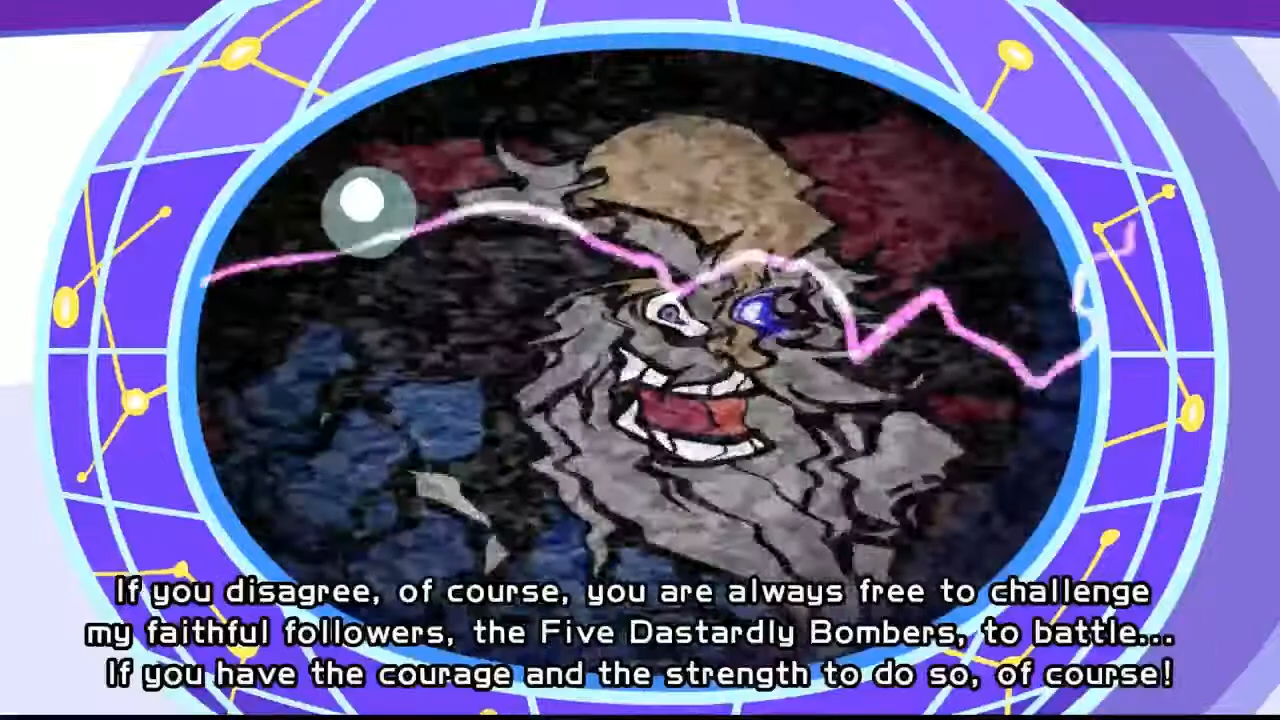 If you disagree, of course, you are always free to challenge
my faithful followers, the Five Dastardly Bombers, to battle...
If you have the courage and the strength to do so, of course!